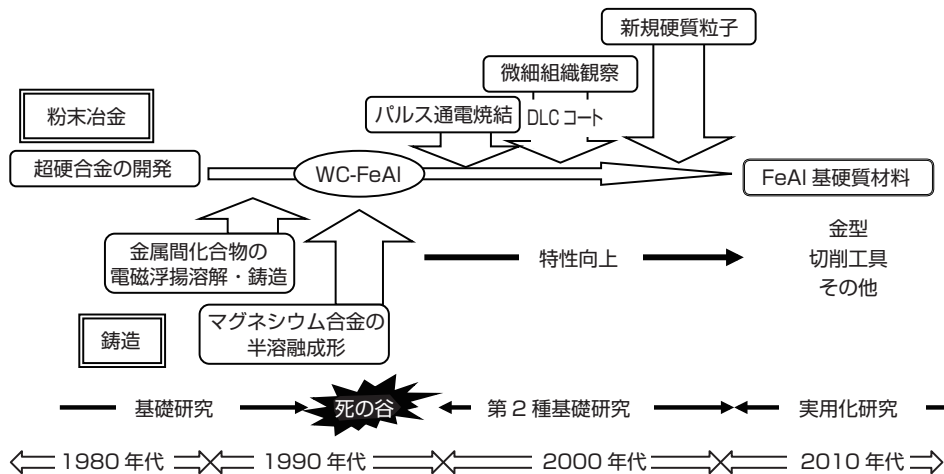 新規硬質粒子
微細組織観察
パルス通電焼結
DLC コート
粉末冶金
超硬合金の開発
WC-FeAl
FeAl 基硬質材料
金属間化合物の
電磁浮揚溶解・鋳造
特性向上
金型
切削工具
その他
マグネシウム合金の
半溶融成形
鋳造
基礎研究
死の谷
第 2 種基礎研究
実用化研究
1980 年代
1990 年代
2000 年代
2010 年代